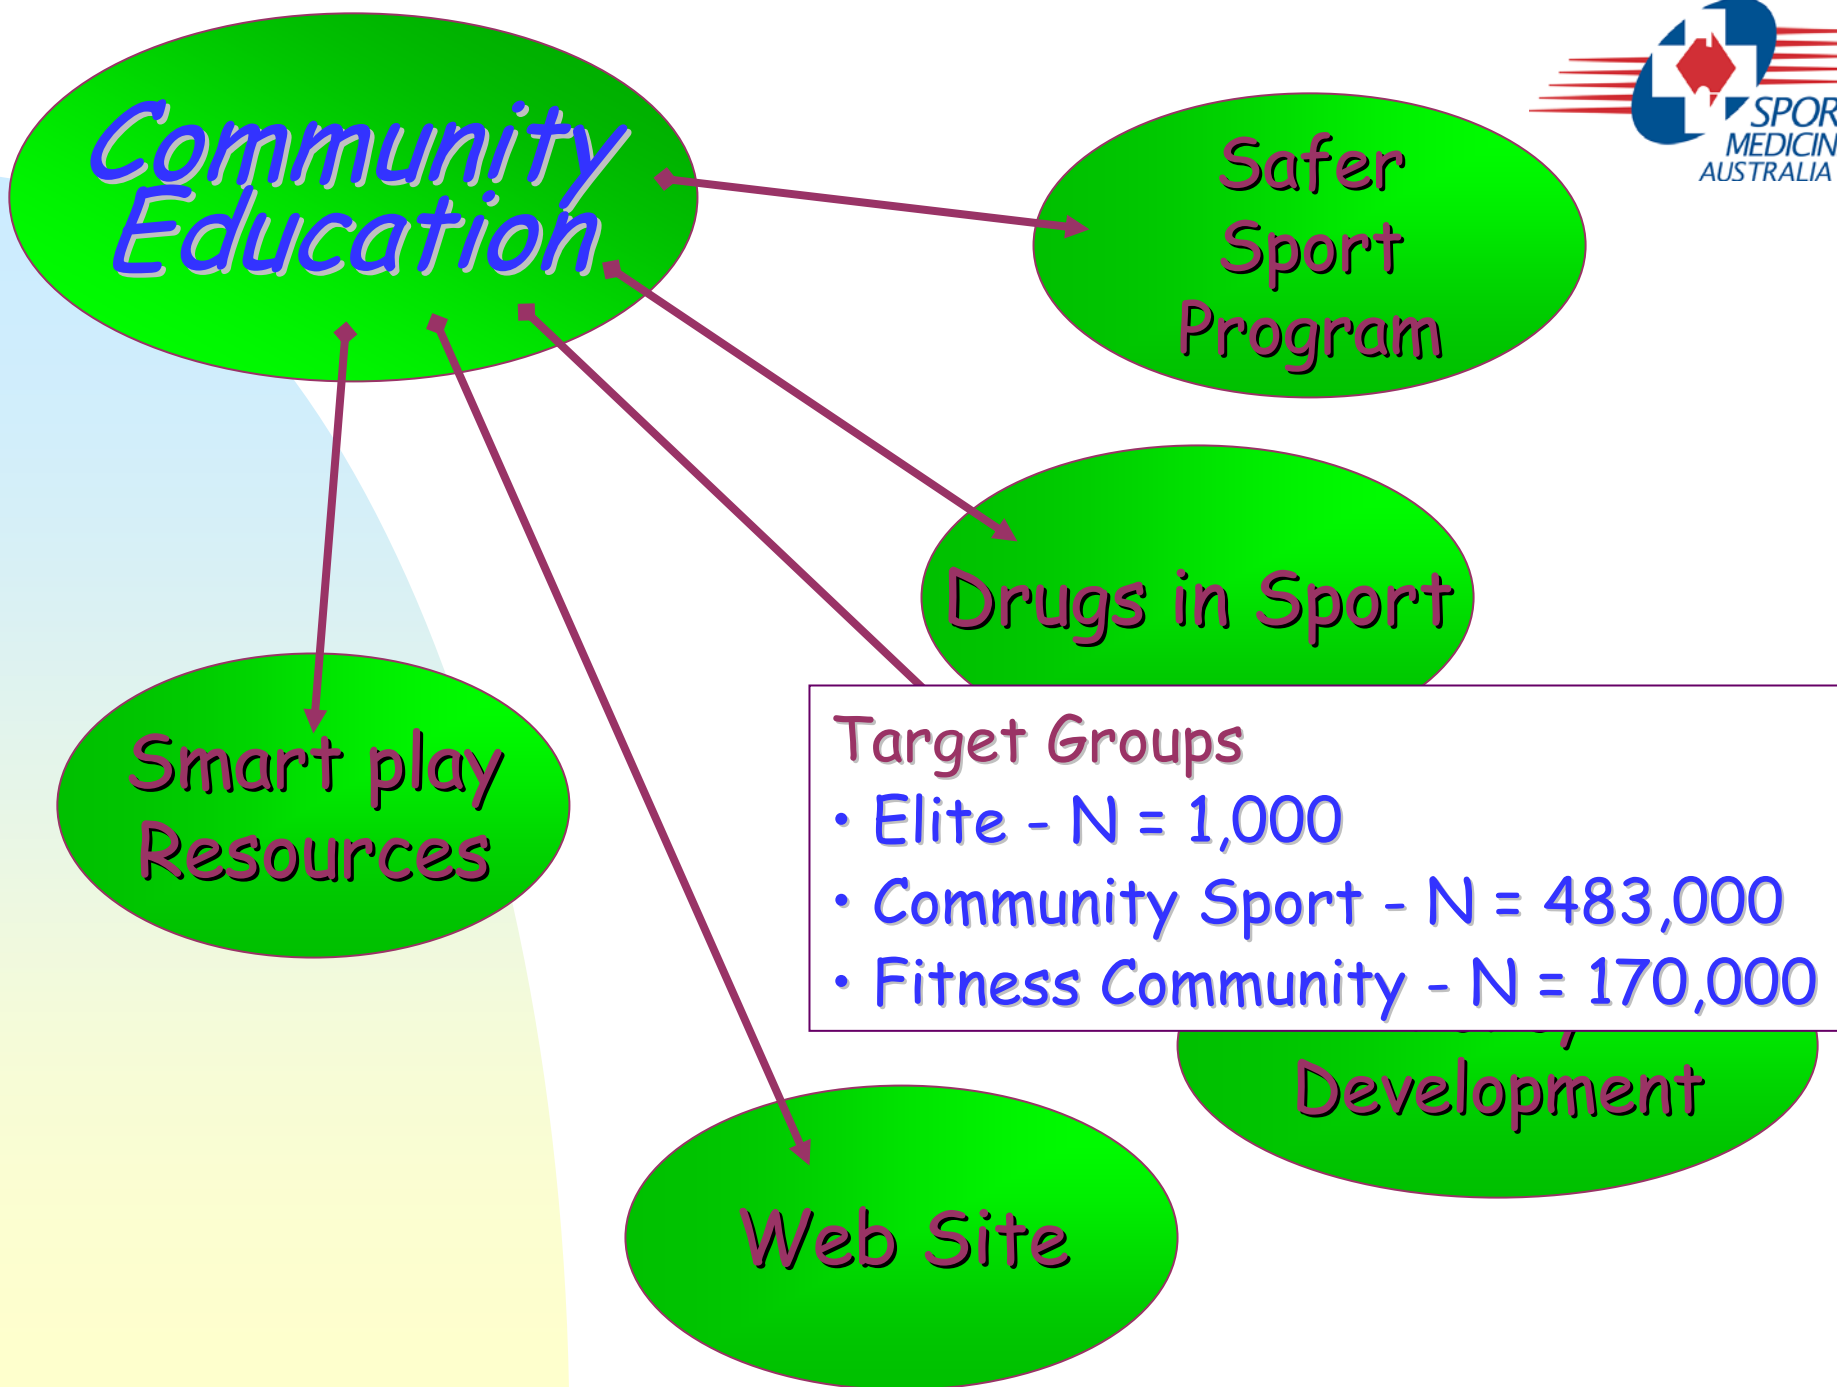 Community
Education
SPOR
MEDICIN
AUSTRALIA
Safer
Sport
Program
Drugs in Sport
Smart play
Resources
Target Groups
• Elite - N = 1,000
• Community Sport - N = 483,000
• Fitness Community - N = 170,000
Development
Web Site